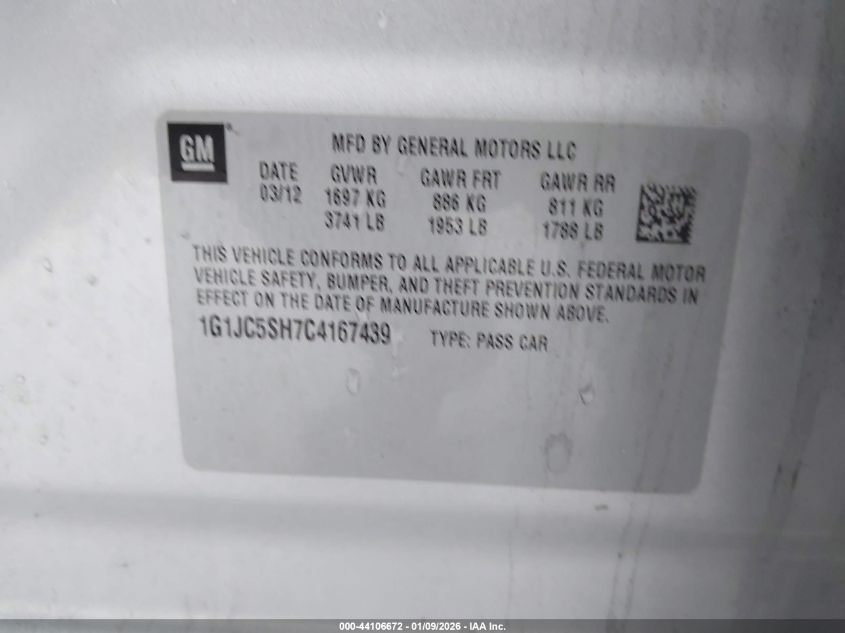 GM
MFD BY GENERAL MOTORS LLC
DATE GVWR GAWR FRT GAWR RR
03/12 1697 KG 886 KG 811 KG
3741 LB 1953 LB 1788 LB
THIS VEHICLE CONFORMS TO ALL APPLICABLE U.S. FEDERAL MOTOR
VEHICLE SAFETY, BUMPER, AND THEFT PREVENTION STANDARDS IN
EFFECT ON THE DATE OF MANUFACTURE SHOWN ABOVE.
1G1JC5SH7C4167439 TYPE: PASS CAR
000-44106672 - 01/09/2026 - IAA Inc.